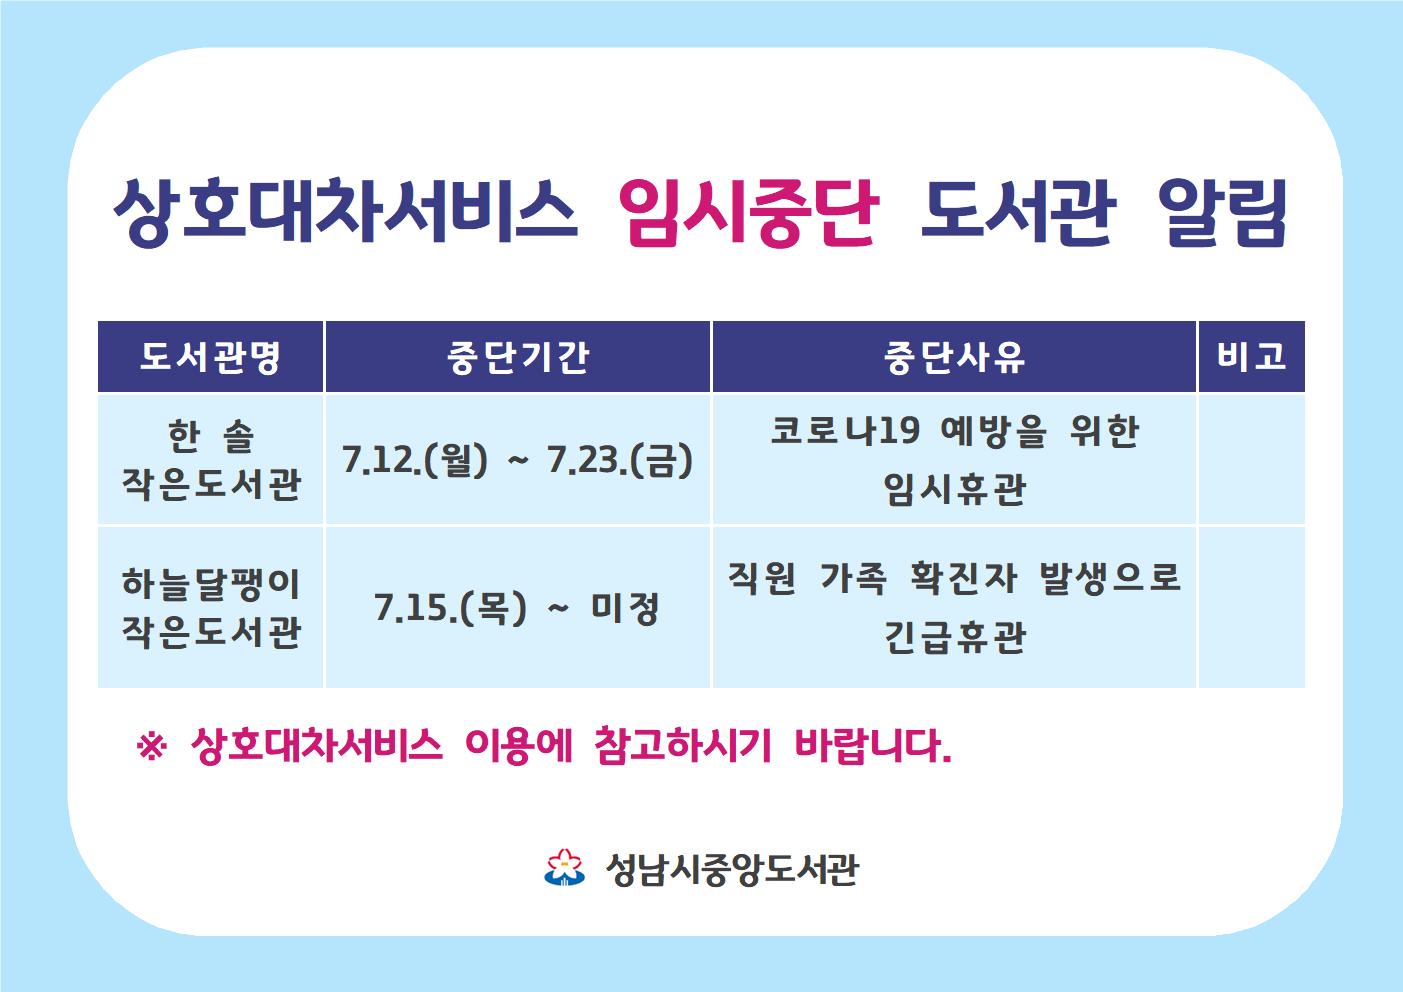 상호대차서비스 임시중단 도서관 알림
도서관명 중단기간 중단사유 비고
한 솔
작은도서관
7.12.(월) ~ 7.23.(금)
코로나19 예방을 위한
임시휴관
하늘달팽이
작은도서관
7.15.(목) ~ 미정
직원 가족 확진자 발생으로
긴급휴관
※ 상호대차서비스 이용에 참고하시기 바랍니다.
성남시중앙도서관